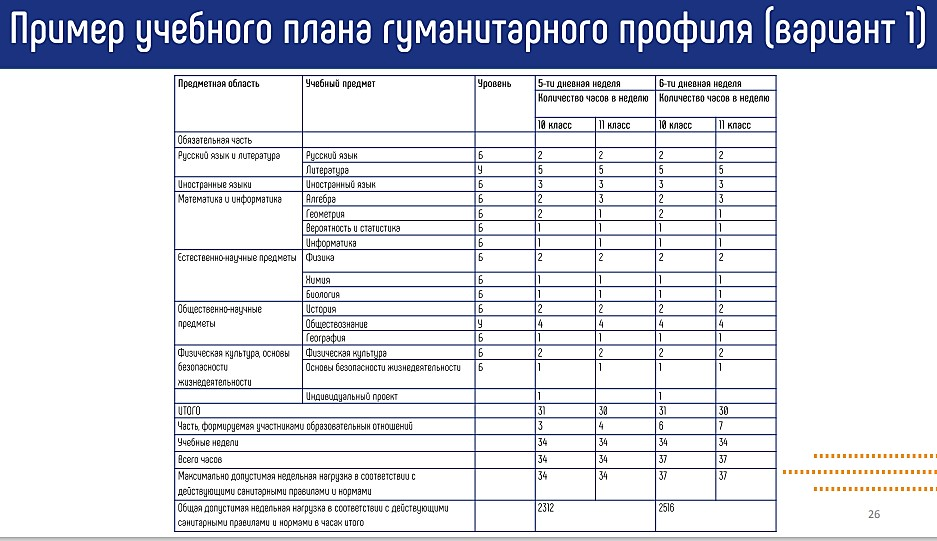 Пример учебного плана гуманитарного профиля (вариант 1)
Предметная область Учебный предмет Уровень 5-ти дневная неделя 6-ти дневная неделя
Количество часов в неделю Количество часов в неделю
10 класс 11 класс 10 класс 11 класс
Обязательная часть
Русский язык и литература Русский язык Б 2 2 2 2
Литература У 5 5 5 5
Иностранные языки Иностранный язык Б 3 3 3 3
Математика и информатика Алгебра Б 2 3 2 3
Геометрия Б 2 1 2 1
Вероятность и статистика Б 1 1 1 1
Информатика Б 1 1 1 1
Естественно-научные предметы Физика Б 2 2 2 2
Химия Б 1 1 1 1
Биология Б 1 1 1 1
Общественно-научные История Б 2 2 2 2
предметы Обществознание У 4 4 4 4
География Б 1 1 1 1
Физическая культура, основы Физическая культура Б 2 2 2 2
безопасности Основы безопасности жизнедеятельности Б 1 1 1 1
жизнедеятельности
Индивидуальный проект 1 1
ИТОГО 31 30 31 30
Часть, формируемая участниками образовательных отношений 3 4 6 7
Учебные недели 34 34 34 34
Всего часов 34 34 37 37
Максимально допустимая недельная нагрузка в соответствии с 34 34 37 37
действующими санитарными правилами и нормами
Общая допустимая недельная нагрузка в соответствии с действующими 2312 2516
санитарными правилами и нормами в часах итого
26